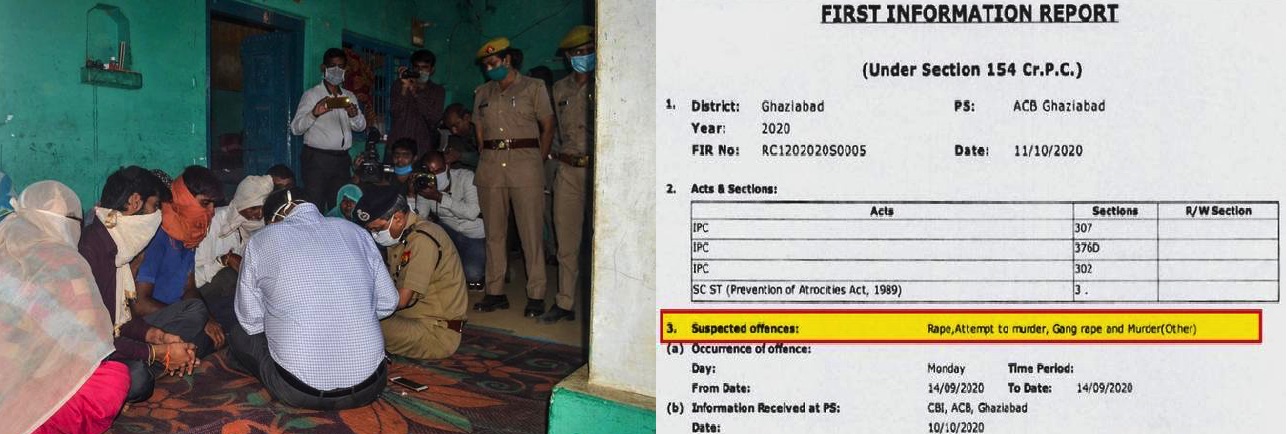 FIRST INFORMATION REPORT
(Under Section 154 Cr.P.C.)
1. District: Ghaziabad PS: ACB Ghaziabad
Year: 2020
FIR No: RC1202020S0005 Date: 11/10/2020
2. Acts & Sections:
Acts Sections R/W Section
IPC 307
IPC 376D
IPC 302
SC ST (Prevention of Atrocities Act, 1989) 3 .
3. Suspected offences: Rape,Attempt to murder, Gang rape and Murder(Other)
(a) Occurrence of offence:
Day: Monday Time Period:
From Date: 14/09/2020 To Date: 14/09/2020
(b) Information Received at PS: CBI, ACB, Ghaziabad
Date: 10/10/2020